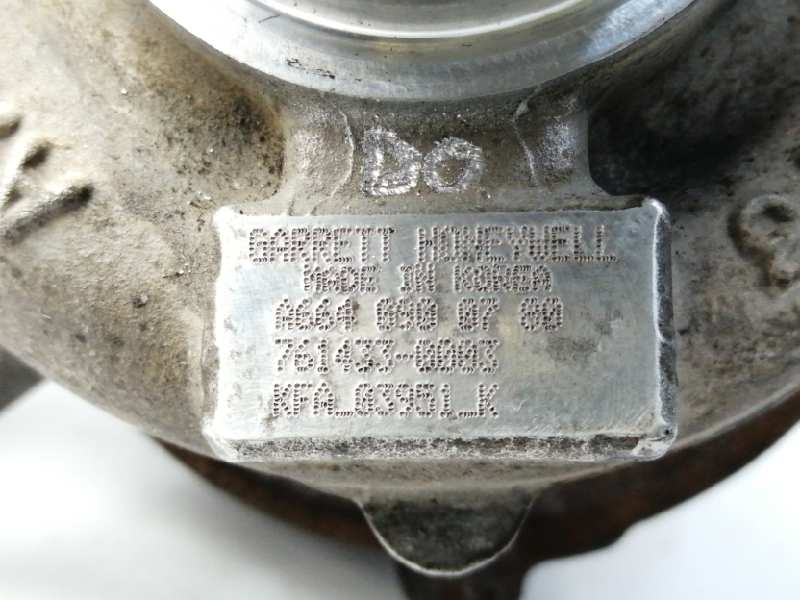 DO
GARRETT HONEYWELL
MADE IN KOREA
A664 090 07 80
761433-0003
KFA_03951_K